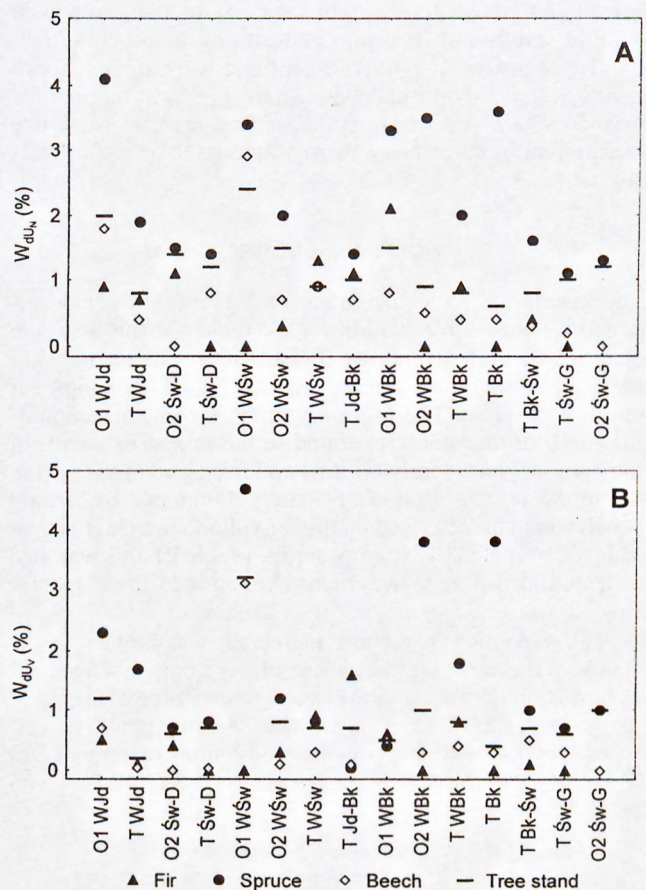 A
5
4
3
2
1
0
W dU N (%)
O1 WJd
T WJd
O2 Św-D
T Św-D
O1 WŚw
O2 WŚw
T WŚw
T Jd-Bk
O1 WBk
O2 WBk
T WBk
T Bk
T Bk-Św
T Św-G
O2 Św-G
B
5
4
3
2
1
0
W dU V (%)
O1 WJd
T WJd
O2 Św-D
T Św-D
O1 WŚw
O2 WŚw
T WŚw
T Jd-Bk
O1 WBk
O2 WBk
T WBk
T Bk
T Bk-Św
T Św-G
O2 Św-G
Fir Spruce Beech Tree stand